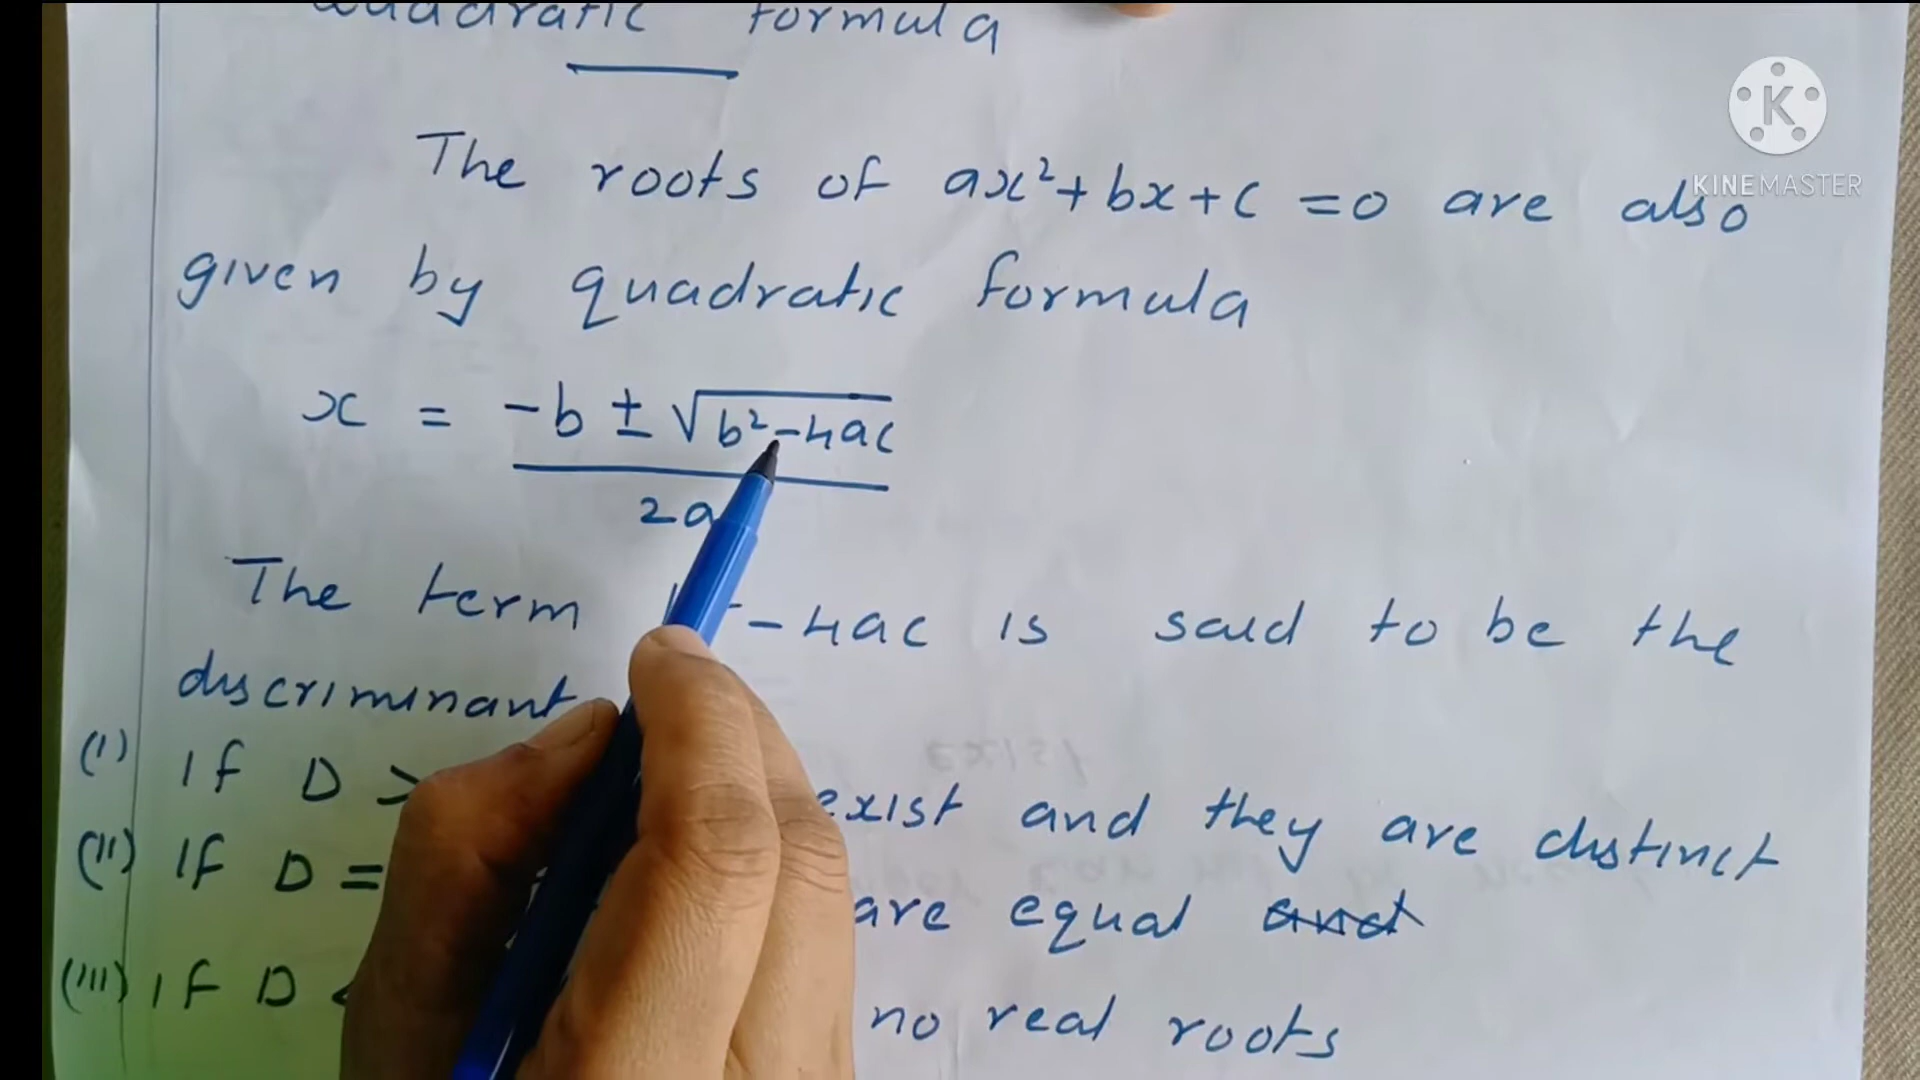 quadratic formula
The roots of ax²+bx+c =0 are also
given by quadratic formula
x = -b ± √b²-4ac
2a
The term -4ac is said to be the
discriminant
(i) If D > exist and they are distinct
(ii) If D = are equal and
(iii) If D < no real roots
KINEMASTER